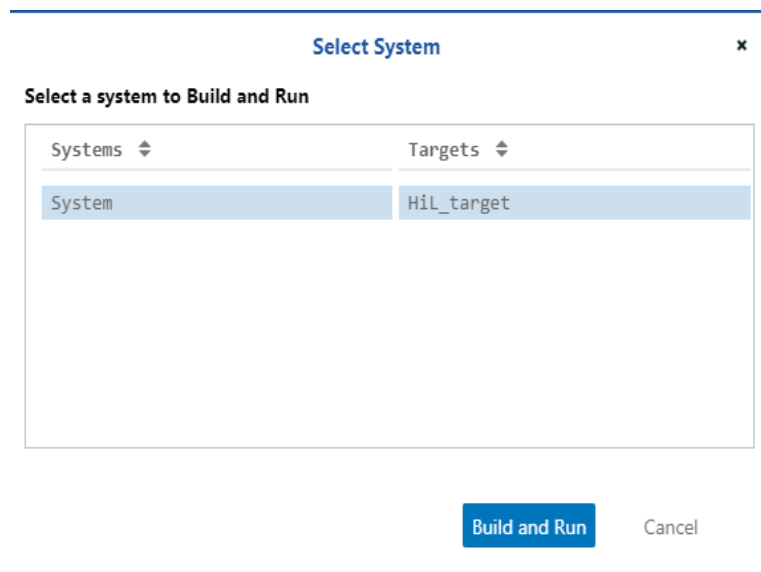 Select System
Select a system to Build and Run
Systems Targets
System HiL_target
Build and Run Cancel